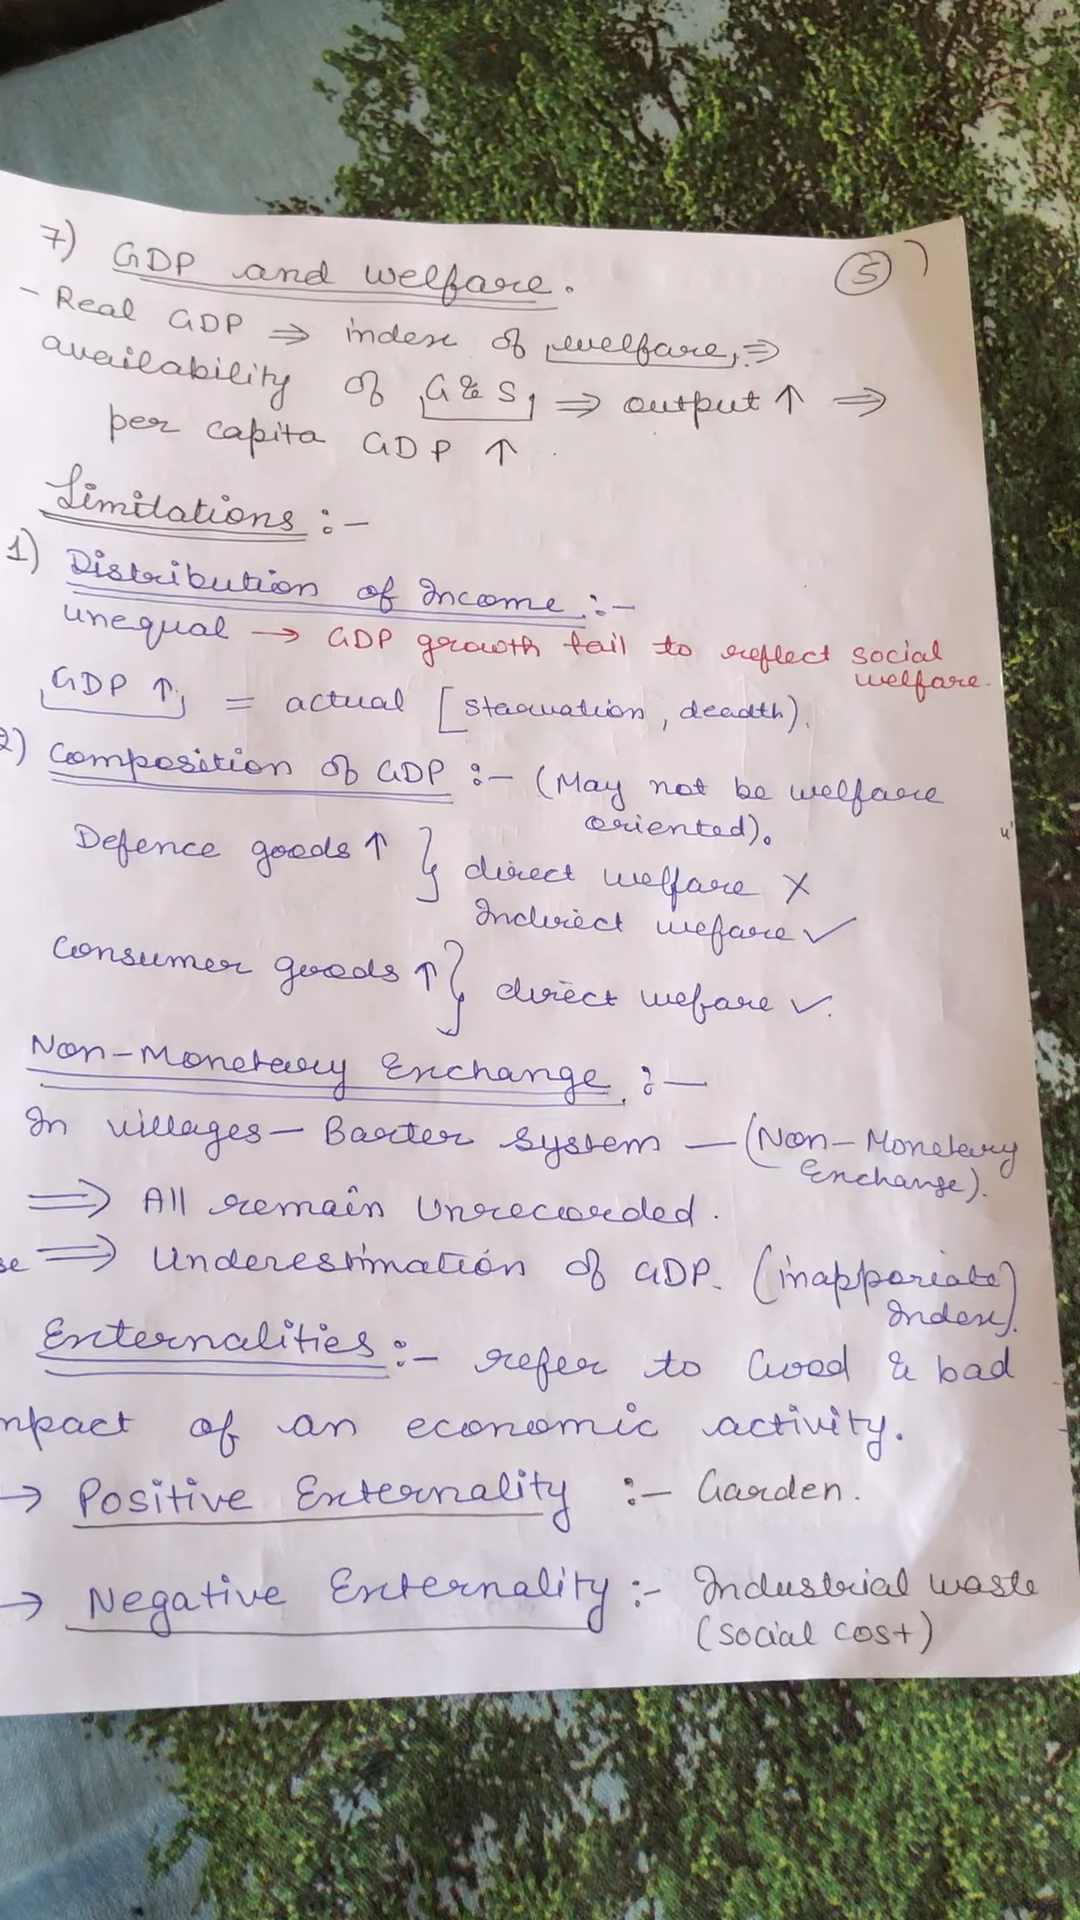 7) GDP and welfare. (5)
- Real GDP ⇒ index of welfare, ⇒
availability of G & S, ⇒ output ↑ ⇒
per capita GDP ↑
Limitations :-
1) Distribution of Income :-
unequal → GDP growth fail to reflect social
welfare.
GDP ↑, = actual [starvation, deadth).
2) Composition of GDP :- (May not be welfare
oriented).
Defence goods ↑ } direct welfare ✗
Indirect wefare ✓
Consumer goods ↑ } direct wefare ✓.
Non-Monetary Exchange :-
In villages - Barter system - (Non-Monetary
Exchange).
⇒ All remain Unrecorded.
se ⇒ Underestimation of GDP. (inapporiate)
Index).
Externalities :- refer to Good & bad
mpact of an economic activity.
→ Positive Externality :- Garden.
→ Negative Externality :- Industrial waste
(social cost)